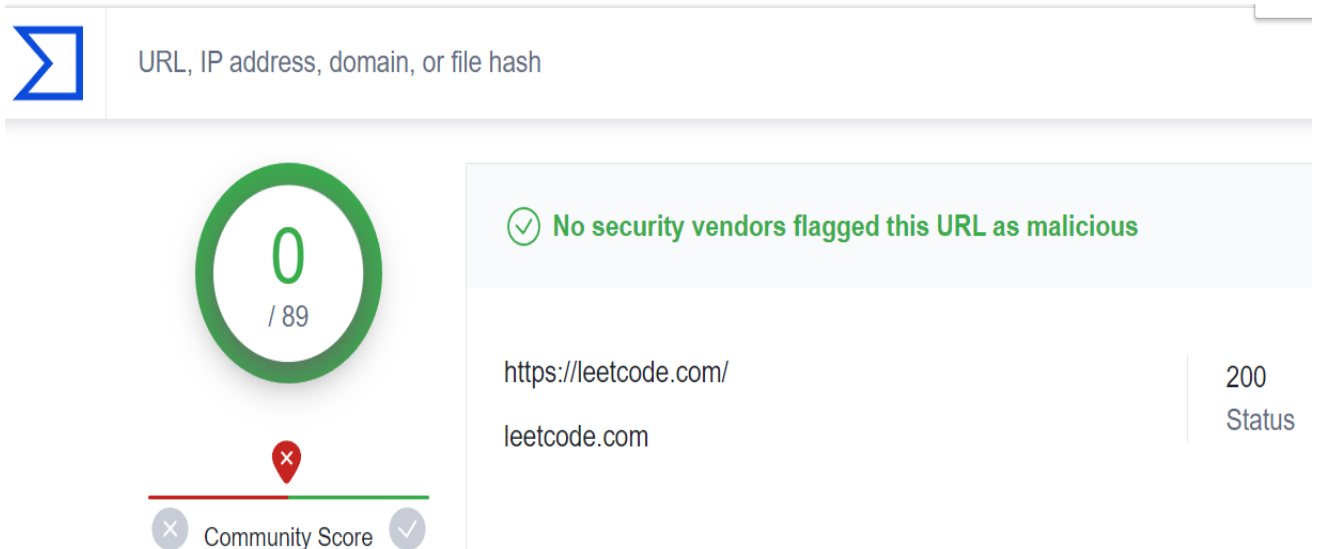 URL, IP address, domain, or file hash
0
/ 89
No security vendors flagged this URL as malicious
https://leetcode.com/
leetcode.com
200
Status
Community Score